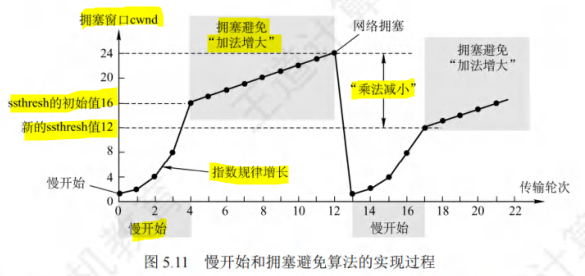 拥塞窗口cwnd
拥塞避免
“加法增大”
网络拥塞
拥塞避免
“加法增大”
24
20
ssthresh的初始值16
“乘法减小”
新的ssthresh值12
8
指数规律增长
4
慢开始
0
传输轮次
0 2 4 6 8 10 12 14 16 18 20 22
慢开始
慢开始
图 5.11 慢开始和拥塞避免算法的实现过程